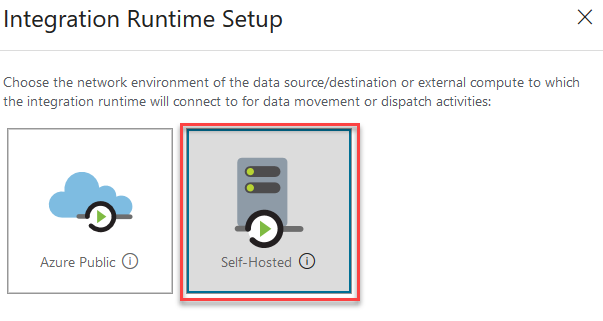 Integration Runtime Setup
Choose the network environment of the data source/destination or external compute to which
the integration runtime will connect to for data movement or dispatch activities:
Azure Public
Self-Hosted